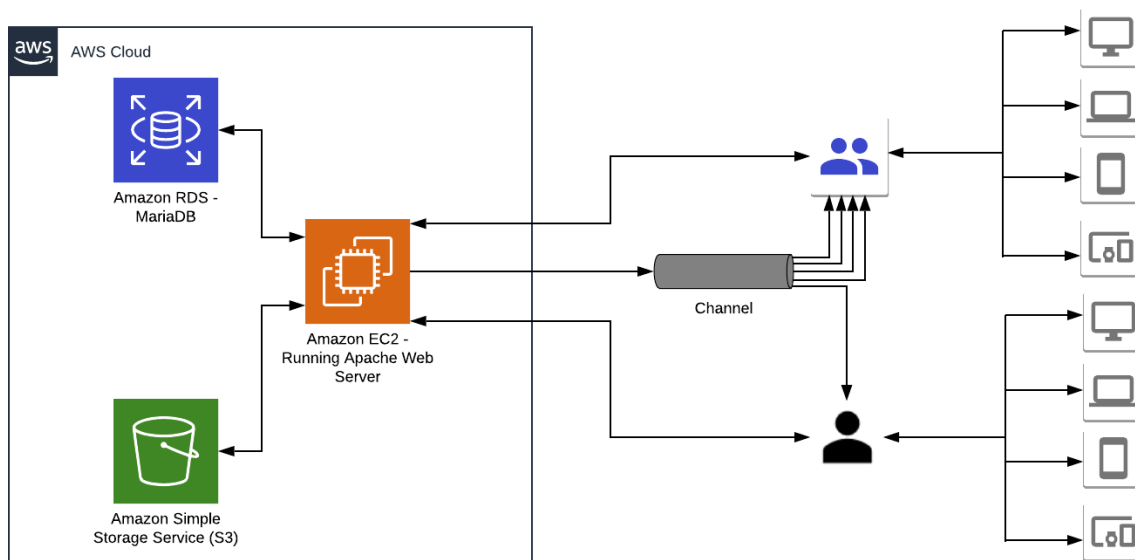 aws
AWS Cloud
Amazon RDS -
MariaDB
Amazon EC2 -
Running Apache Web
Server
Channel
Amazon Simple
Storage Service (S3)